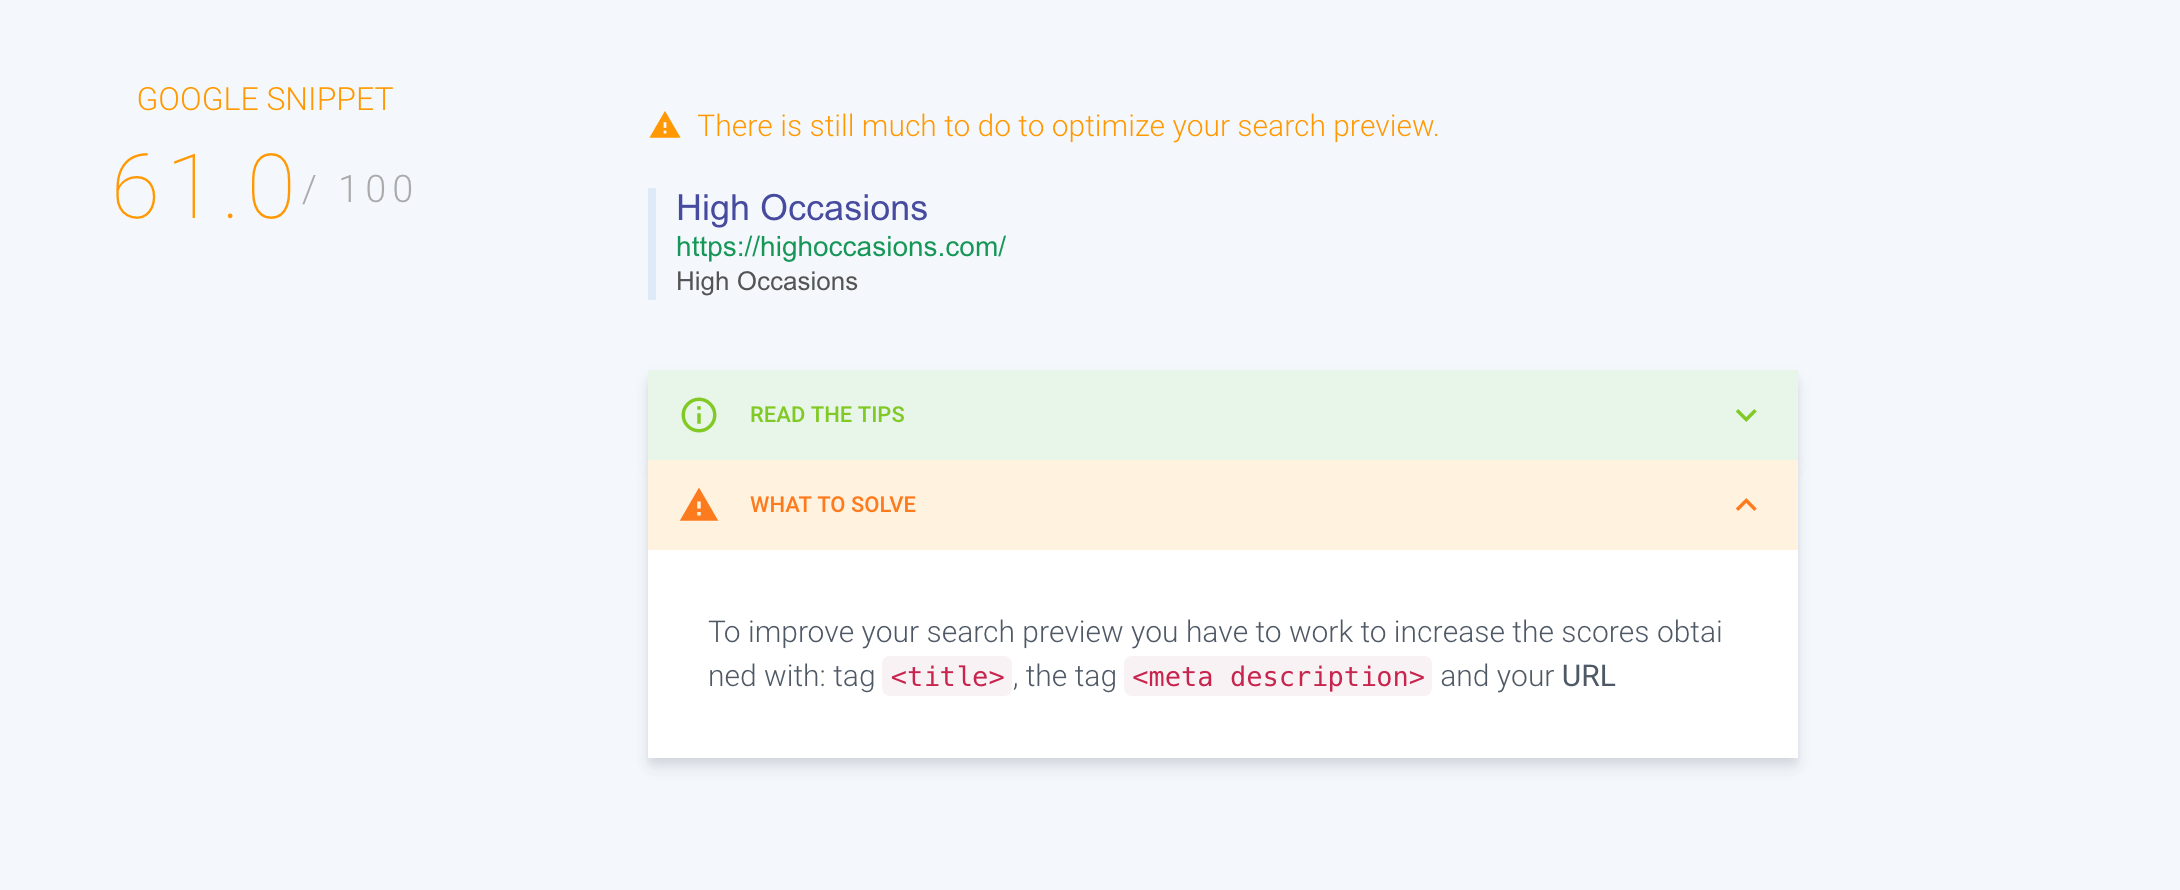 GOOGLE SNIPPET
61.0 / 100
There is still much to do to optimize your search preview.
High Occasions
https://highoccasions.com/
High Occasions
READ THE TIPS
WHAT TO SOLVE
To improve your search preview you have to work to increase the scores obtai
ned with: tag <title>, the tag <meta description> and your URL